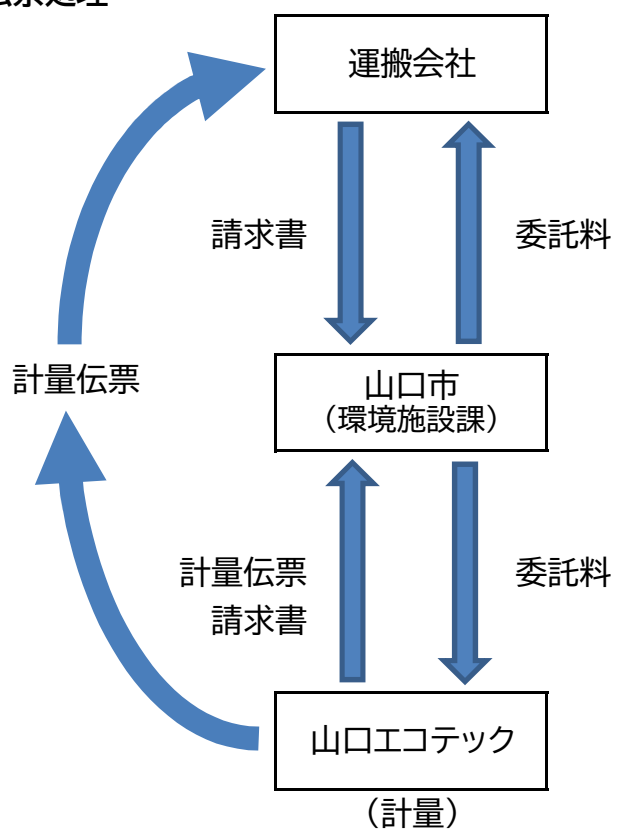 運搬会社
請求書
委託料
計量伝票
山口市
（環境施設課）
計量伝票
請求書
委託料
山口エコテック
（計量）